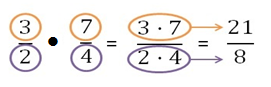 3/2 • 7/4 = 3 · 7/2 · 4 = 21/8